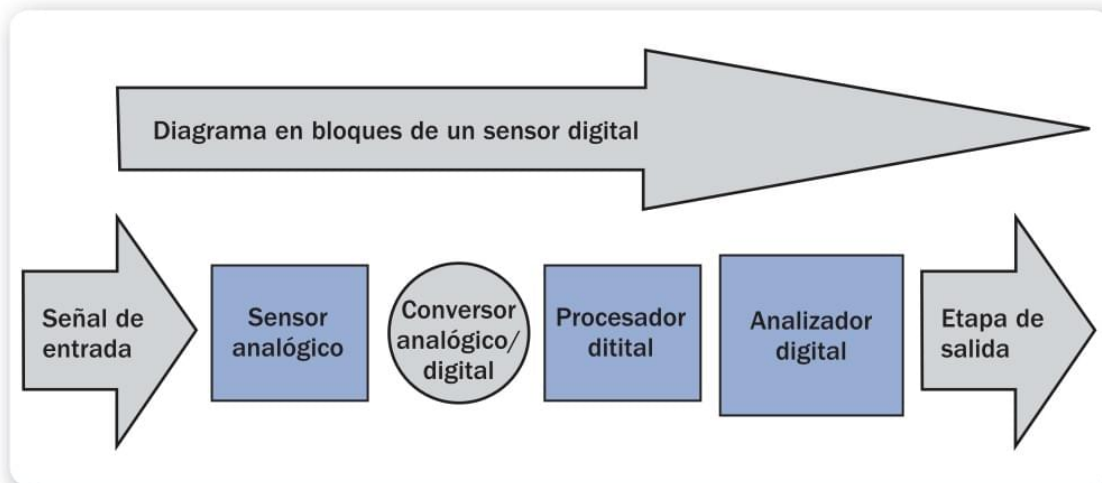 Diagrama en bloques de un sensor digital
Señal de
entrada
Sensor
analógico
Conversor
analógico/
digital
Procesador
ditital
Analizador
digital
Etapa de
salida